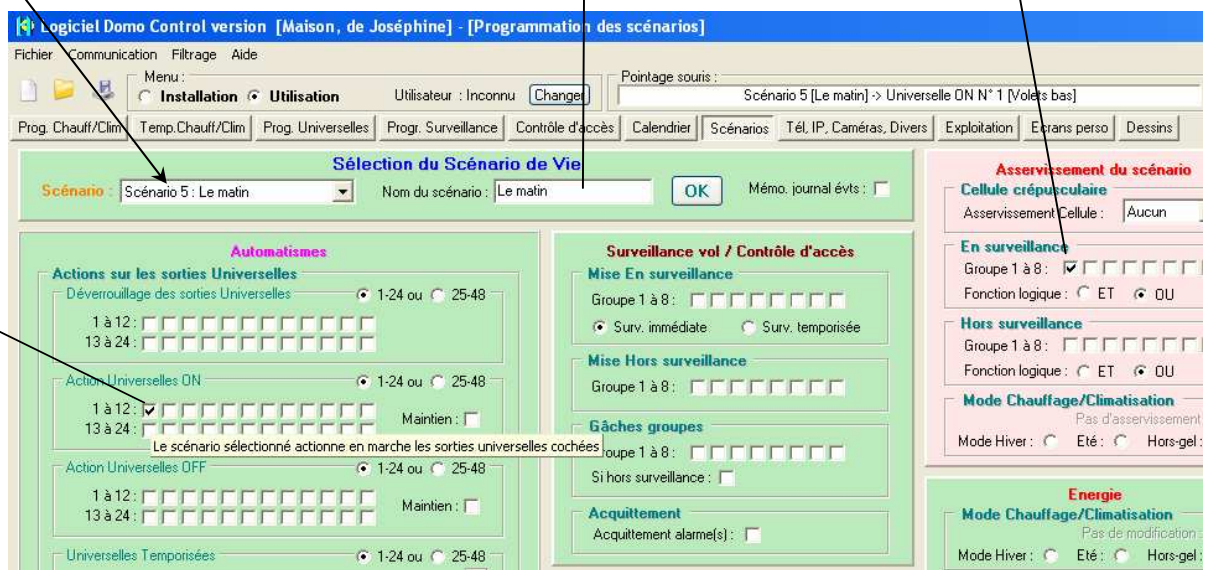 Logiciel Domo Control version [Maison, de Joséphine] - [Programmation des scénarios]
Fichier Communication Filtrage Aide
Menu :
Installation Utilisation
Utilisateur : Inconnu Changer
Pointage souris :
Scénario 5 [Le matin] -> Universelle ON N° 1 [Volets bas]
Prog. Chauff/Clim Temp.Chauff/Clim Prog. Universelles Progr. Surveillance Contrôle d'accès Calendrier Scénarios Tél, IP, Caméras, Divers Exploitation Ecrans perso Dessins
Sélection du Scénario de Vie
Scénario : Scénario 5 : Le matin
Nom du scénario : Le matin
OK
Mémo. journal évts :
Automatismes
Actions sur les sorties Universelles
Déverrouillage des sorties Universelles 1-24 ou 25-48
1 à 12 :
13 à 24 :
Action Universelles ON 1-24 ou 25-48
1 à 12 :
13 à 24 :
Maintien :
Le scénario sélectionné actionne en marche les sorties universelles cochées
Action Universelles OFF 1-24 ou 25-48
1 à 12 :
13 à 24 :
Maintien :
Universelles Temporisées 1-24 ou 25-48
Surveillance vol / Contrôle d'accès
Mise En surveillance
Groupe 1 à 8 :
Surv. immédiate Surv. temporisée
Mise Hors surveillance
Groupe 1 à 8 :
Gâches groupes
roupe 1 à 8 :
Si hors surveillance :
Acquittement
Acquittement alarme(s) :
Asservissement du scénario
Cellule crépusculaire
Asservissement Cellule : Aucun
En surveillance
Groupe 1 à 8 :
Fonction logique : ET OU
Hors surveillance
Groupe 1 à 8 :
Fonction logique : ET OU
Mode Chauffage/Climatisation
Pas d'asservissement
Mode Hiver : Eté : Hors-gel :
Energie
Mode Chauffage/Climatisation
Pas de modification :
Mode Hiver : Eté : Hors-gel :